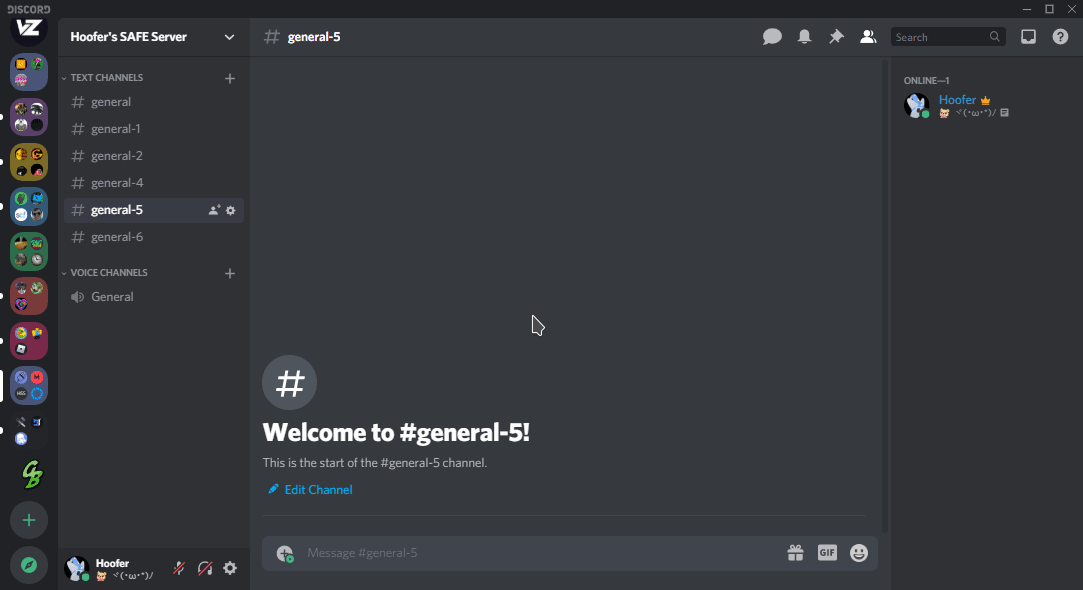 DISCORD
VZ
Hoofer's SAFE Server
general-5
Search
TEXT CHANNELS
general
general-1
general-2
general-4
general-5
general-6
VOICE CHANNELS
General
Welcome to #general-5!
This is the start of the #general-5 channel.
Edit Channel
Message #general-5
GIF
ONLINE—1
Hoofer
ヾ(･ω･*)ﾉ
Hoofer
ヾ(･ω･*)ﾉ
GB